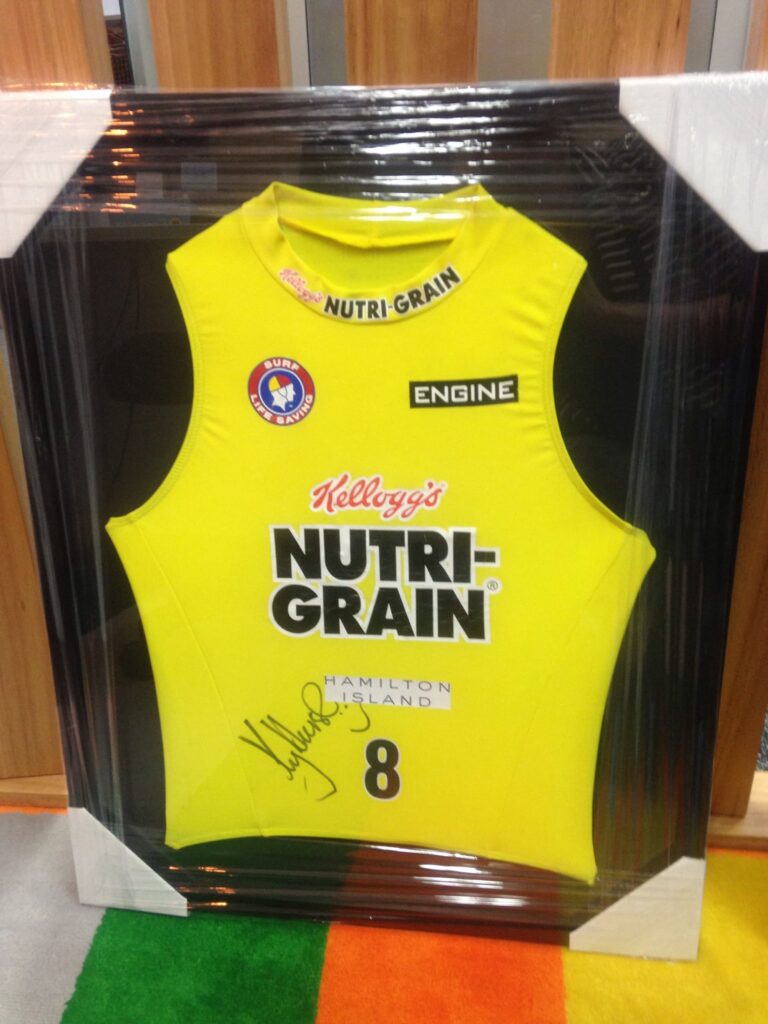 Kellogg's NUTRI-GRAIN
SURF
LIFE SAVING
ENGINE
Kellogg's
NUTRI-
GRAIN®
HAMILTON
ISLAND
8